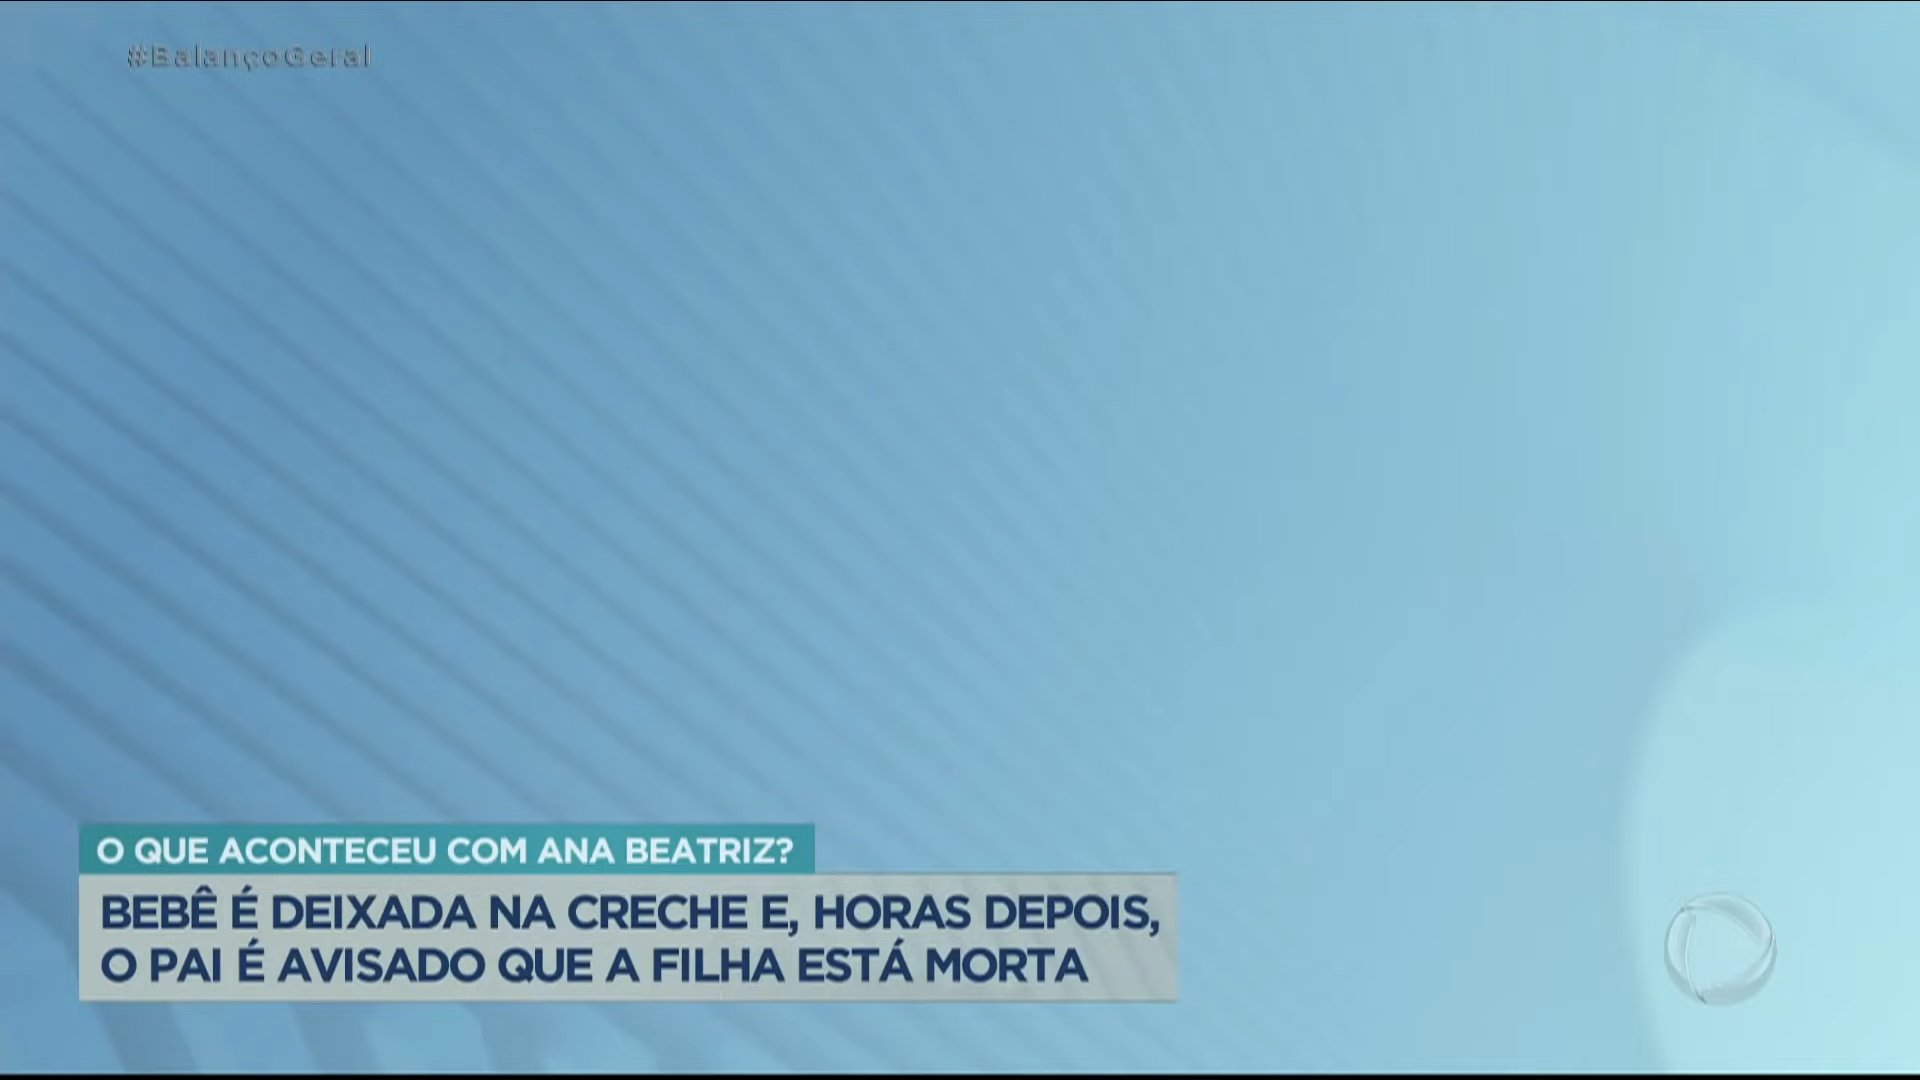 #BalançoGeral
O QUE ACONTECEU COM ANA BEATRIZ?
BEBÊ É DEIXADA NA CRECHE E, HORAS DEPOIS,
O PAI É AVISADO QUE A FILHA ESTÁ MORTA